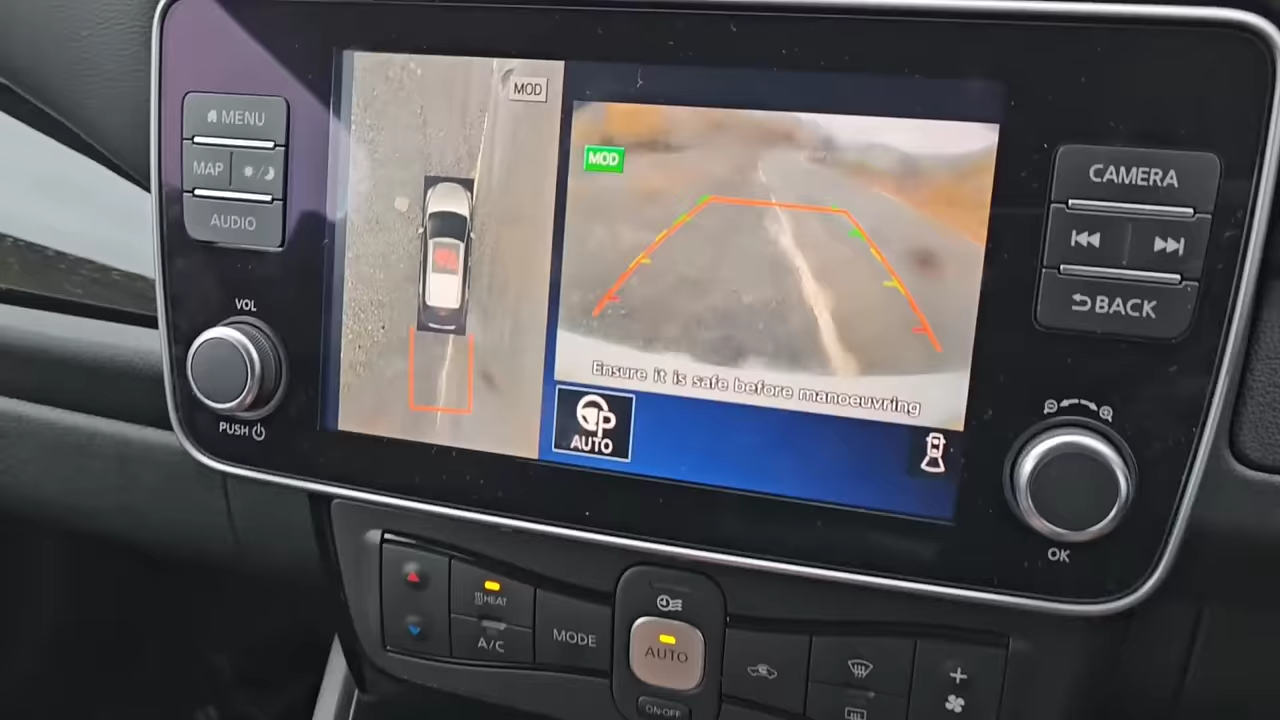 MENU
MAP
AUDIO
VOL
PUSH
MOD
MOD
Ensure it is safe before manoeuvring
P
AUTO
CAMERA
BACK
OK
HEAT
A/C
MODE
AUTO
ON·OFF